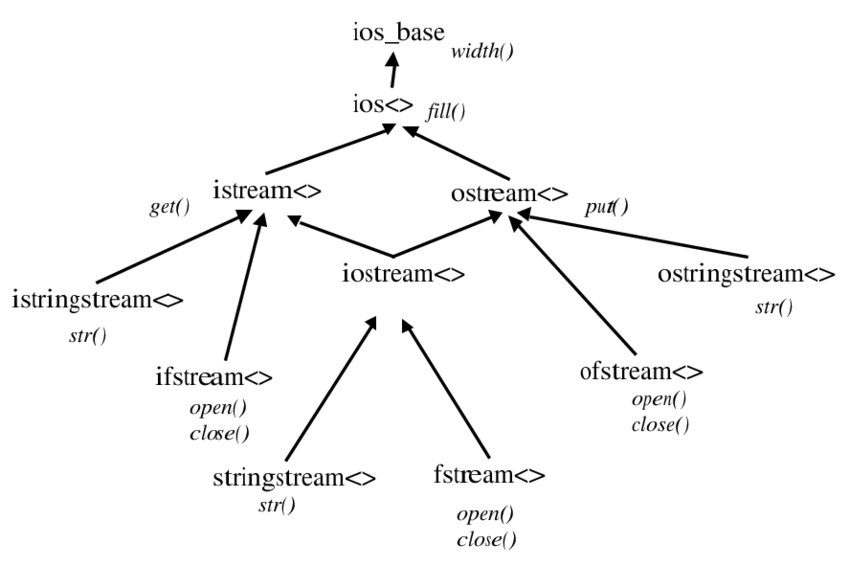 ios_base
width()
ios<>
fill()
istream<>
ostream<>
get()
put()
iostream<>
ostringstream<>
istringstream<>
str()
str()
ifstream<>
ofstream<>
open()
close()
open()
close()
stringstream<>
fstream<>
str()
open()
close()